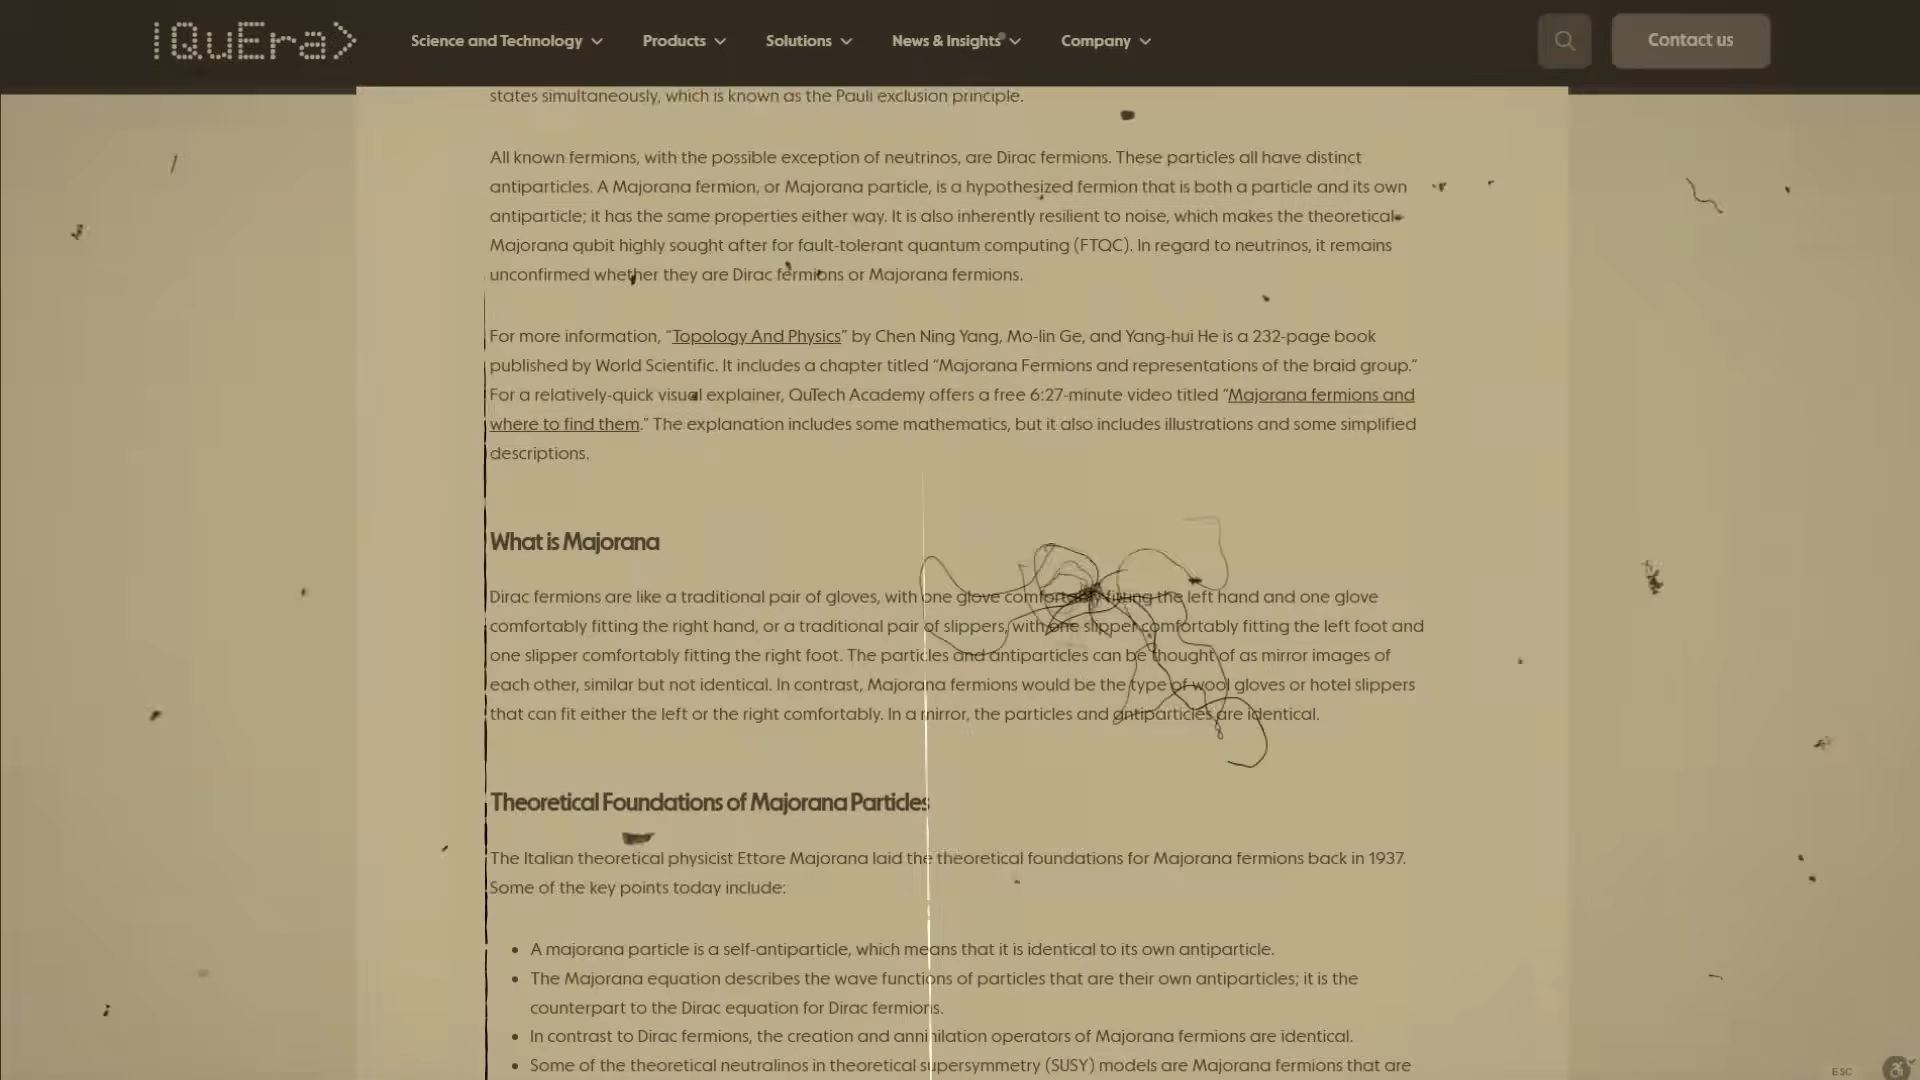 |QuEra>
Science and Technology
Products
Solutions
News & Insights
Company
Contact us
states simultaneously, which is known as the Pauli exclusion principle.
All known fermions, with the possible exception of neutrinos, are Dirac fermions. These particles all have distinct
antiparticles. A Majorana fermion, or Majorana particle, is a hypothesized fermion that is both a particle and its own
antiparticle; it has the same properties either way. It is also inherently resilient to noise, which makes the theoretical
Majorana qubit highly sought after for fault-tolerant quantum computing (FTQC). In regard to neutrinos, it remains
unconfirmed whether they are Dirac fermions or Majorana fermions.
For more information, “Topology And Physics” by Chen Ning Yang, Mo-lin Ge, and Yang-hui He is a 232-page book
published by World Scientific. It includes a chapter titled “Majorana Fermions and representations of the braid group.”
For a relatively-quick visual explainer, QuTech Academy offers a free 6:27-minute video titled “Majorana fermions and
where to find them.” The explanation includes some mathematics, but it also includes illustrations and some simplified
descriptions.
What is Majorana
Dirac fermions are like a traditional pair of gloves, with one glove comfortably fitting the left hand and one glove
comfortably fitting the right hand, or a traditional pair of slippers, with one slipper comfortably fitting the left foot and
one slipper comfortably fitting the right foot. The particles and antiparticles can be thought of as mirror images of
each other, similar but not identical. In contrast, Majorana fermions would be the type of wool gloves or hotel slippers
that can fit either the left or the right comfortably. In a mirror, the particles and antiparticles are identical.
Theoretical Foundations of Majorana Particles
The Italian theoretical physicist Ettore Majorana laid the theoretical foundations for Majorana fermions back in 1937.
Some of the key points today include:
• A majorana particle is a self-antiparticle, which means that it is identical to its own antiparticle.
• The Majorana equation describes the wave functions of particles that are their own antiparticles; it is the
counterpart to the Dirac equation for Dirac fermions.
• In contrast to Dirac fermions, the creation and annihilation operators of Majorana fermions are identical.
• Some of the theoretical neutralinos in theoretical supersymmetry (SUSY) models are Majorana fermions that are
ESC